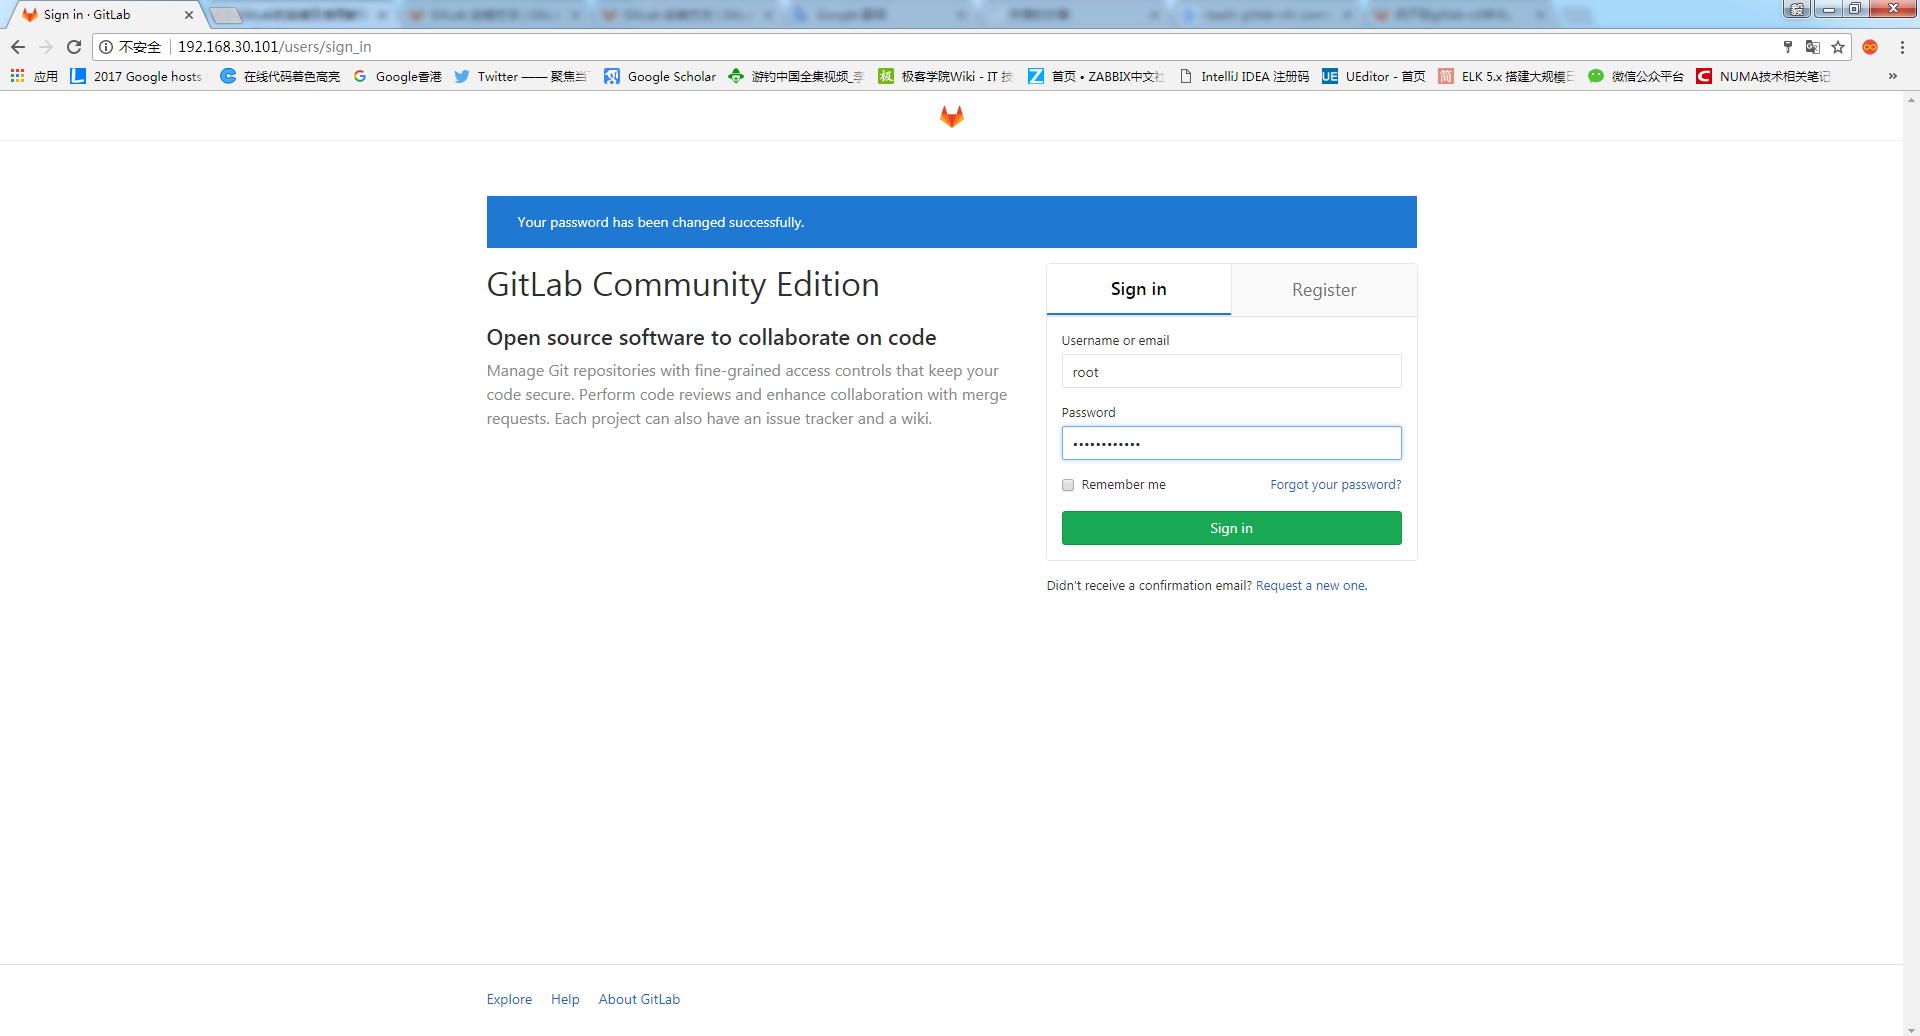 Sign in · GitLab
毅
不安全 192.168.30.101/users/sign_in
应用 2017 Google hosts 在线代码着色高亮 Google香港 Twitter —— 聚焦当 Google Scholar 游钓中国全集视频_李 极 极客学院Wiki - IT 技 首页 • ZABBIX中文社 IntelliJ IDEA 注册码 UE UEditor - 首页 简 ELK 5.x 搭建大规模日 微信公众平台 NUMA技术相关笔记 »
Your password has been changed successfully.
GitLab Community Edition
Open source software to collaborate on code
Manage Git repositories with fine-grained access controls that keep your
code secure. Perform code reviews and enhance collaboration with merge
requests. Each project can also have an issue tracker and a wiki.
Sign in Register
Username or email
root
Password
••••••••••••
Remember me Forgot your password?
Sign in
Didn't receive a confirmation email? Request a new one.
Explore Help About GitLab